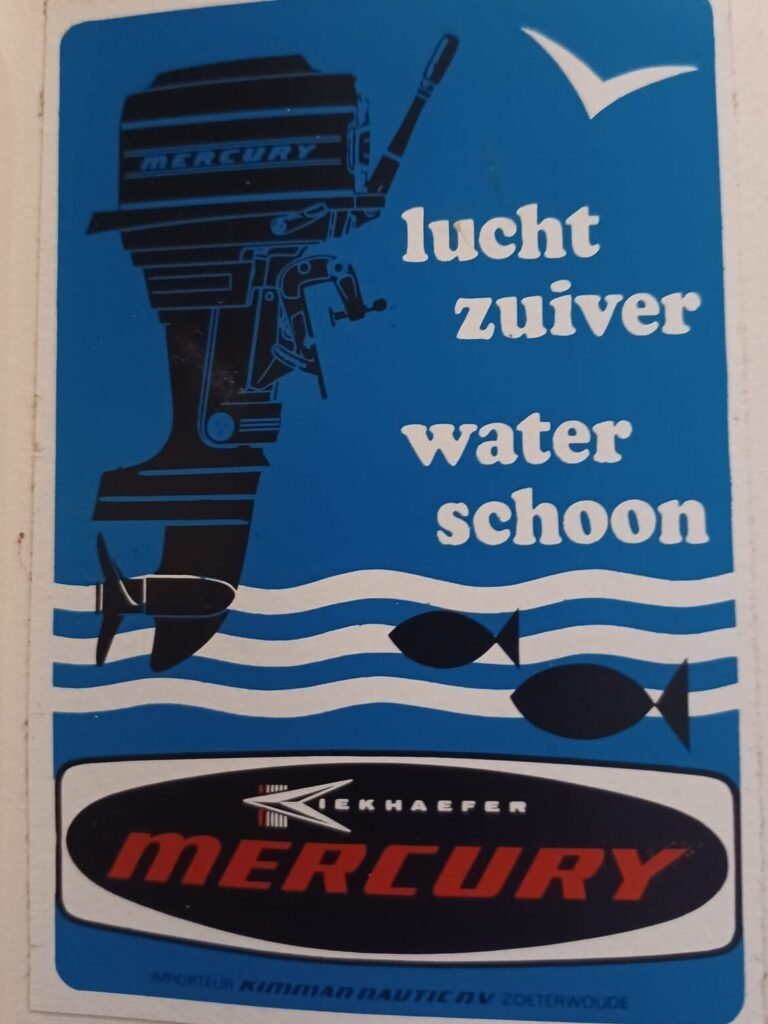 MERCURY
lucht
zuiver
water
schoon
KIEKHAEFER
MERCURY
IMPORTEUR KIMMAN NAUTIC N.V ZOETERWOUDE